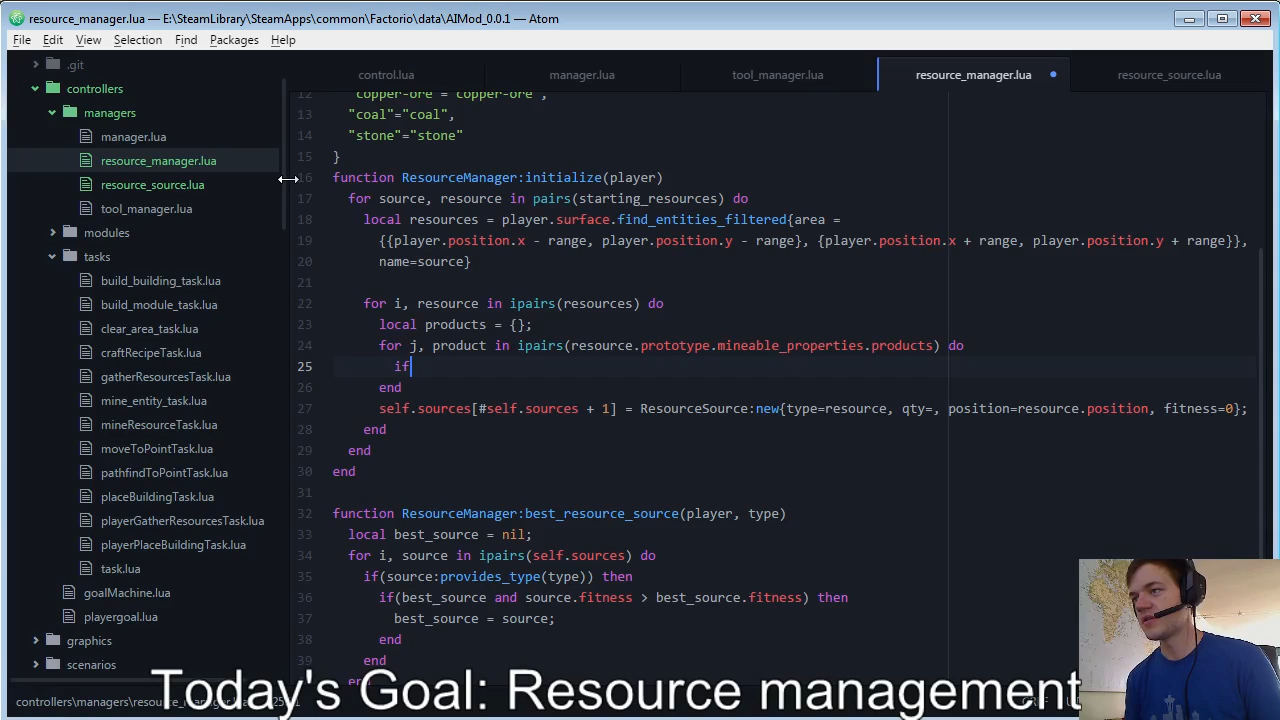 resource_manager.lua — E:\SteamLibrary\SteamApps\common\Factorio\data\AIMod_0.0.1 — Atom
File Edit View Selection Find Packages Help
.git
controllers
managers
manager.lua
resource_manager.lua
resource_source.lua
tool_manager.lua
modules
tasks
build_building_task.lua
build_module_task.lua
clear_area_task.lua
craftRecipeTask.lua
gatherResourcesTask.lua
mine_entity_task.lua
mineResourceTask.lua
moveToPointTask.lua
pathfindToPointTask.lua
placeBuildingTask.lua
playerGatherResourcesTask.lua
playerPlaceBuildingTask.lua
task.lua
goalMachine.lua
playergoal.lua
graphics
scenarios
control.lua manager.lua tool_manager.lua resource_manager.lua resource_source.lua
12 "copper-ore"="copper-ore",
13 "coal"="coal",
14 "stone"="stone"
15 }
16 function ResourceManager:initialize(player)
17 for source, resource in pairs(starting_resources) do
18 local resources = player.surface.find_entities_filtered{area =
19 {{player.position.x - range, player.position.y - range}, {player.position.x + range, player.position.y + range}},
20 name=source}
21
22 for i, resource in ipairs(resources) do
23 local products = {};
24 for j, product in ipairs(resource.prototype.mineable_properties.products) do
25 if
26 end
27 self.sources[#self.sources + 1] = ResourceSource:new{type=resource, qty=, position=resource.position, fitness=0};
28 end
29 end
30 end
31
32 function ResourceManager:best_resource_source(player, type)
33 local best_source = nil;
34 for i, source in ipairs(self.sources) do
35 if(source:provides_type(type)) then
36 if(best_source and source.fitness > best_source.fitness) then
37 best_source = source;
38 end
39 end
end
controllers\managers\resource_manager.lua
Today's Goal: Resource management